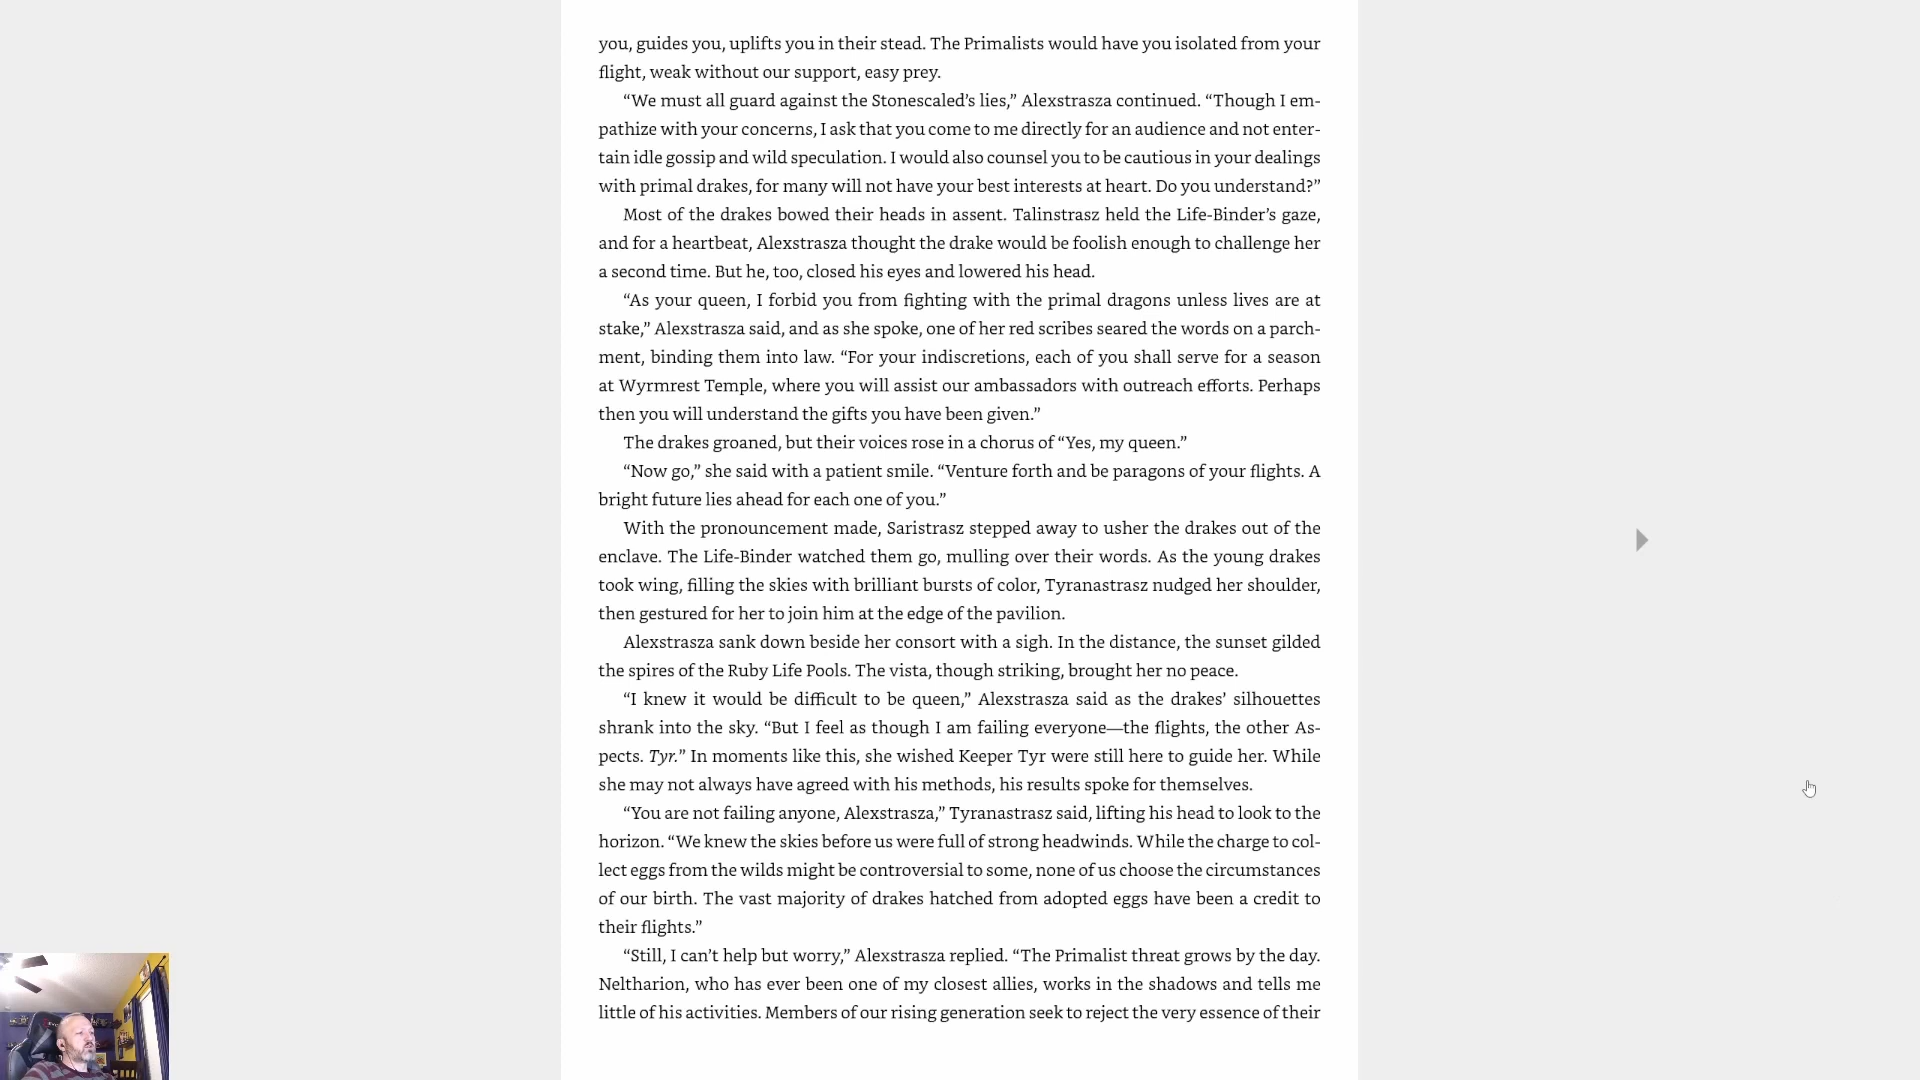 you, guides you, uplifts you in their stead. The Primalists would have you isolated from your
flight, weak without our support, easy prey.
“We must all guard against the Stonescaled’s lies,” Alexstrasza continued. “Though I em-
pathize with your concerns, I ask that you come to me directly for an audience and not enter-
tain idle gossip and wild speculation. I would also counsel you to be cautious in your dealings
with primal drakes, for many will not have your best interests at heart. Do you understand?”
Most of the drakes bowed their heads in assent. Talinstrasz held the Life-Binder’s gaze,
and for a heartbeat, Alexstrasza thought the drake would be foolish enough to challenge her
a second time. But he, too, closed his eyes and lowered his head.
“As your queen, I forbid you from fighting with the primal dragons unless lives are at
stake,” Alexstrasza said, and as she spoke, one of her red scribes seared the words on a parch-
ment, binding them into law. “For your indiscretions, each of you shall serve for a season
at Wyrmrest Temple, where you will assist our ambassadors with outreach efforts. Perhaps
then you will understand the gifts you have been given.”
The drakes groaned, but their voices rose in a chorus of “Yes, my queen.”
“Now go,” she said with a patient smile. “Venture forth and be paragons of your flights. A
bright future lies ahead for each one of you.”
With the pronouncement made, Saristrasz stepped away to usher the drakes out of the
enclave. The Life-Binder watched them go, mulling over their words. As the young drakes
took wing, filling the skies with brilliant bursts of color, Tyranastrasz nudged her shoulder,
then gestured for her to join him at the edge of the pavilion.
Alexstrasza sank down beside her consort with a sigh. In the distance, the sunset gilded
the spires of the Ruby Life Pools. The vista, though striking, brought her no peace.
“I knew it would be difficult to be queen,” Alexstrasza said as the drakes’ silhouettes
shrank into the sky. “But I feel as though I am failing everyone—the flights, the other As-
pects. Tyr.” In moments like this, she wished Keeper Tyr were still here to guide her. While
she may not always have agreed with his methods, his results spoke for themselves.
“You are not failing anyone, Alexstrasza,” Tyranastrasz said, lifting his head to look to the
horizon. “We knew the skies before us were full of strong headwinds. While the charge to col-
lect eggs from the wilds might be controversial to some, none of us choose the circumstances
of our birth. The vast majority of drakes hatched from adopted eggs have been a credit to
their flights.”
“Still, I can’t help but worry,” Alexstrasza replied. “The Primalist threat grows by the day.
Neltharion, who has ever been one of my closest allies, works in the shadows and tells me
little of his activities. Members of our rising generation seek to reject the very essence of their